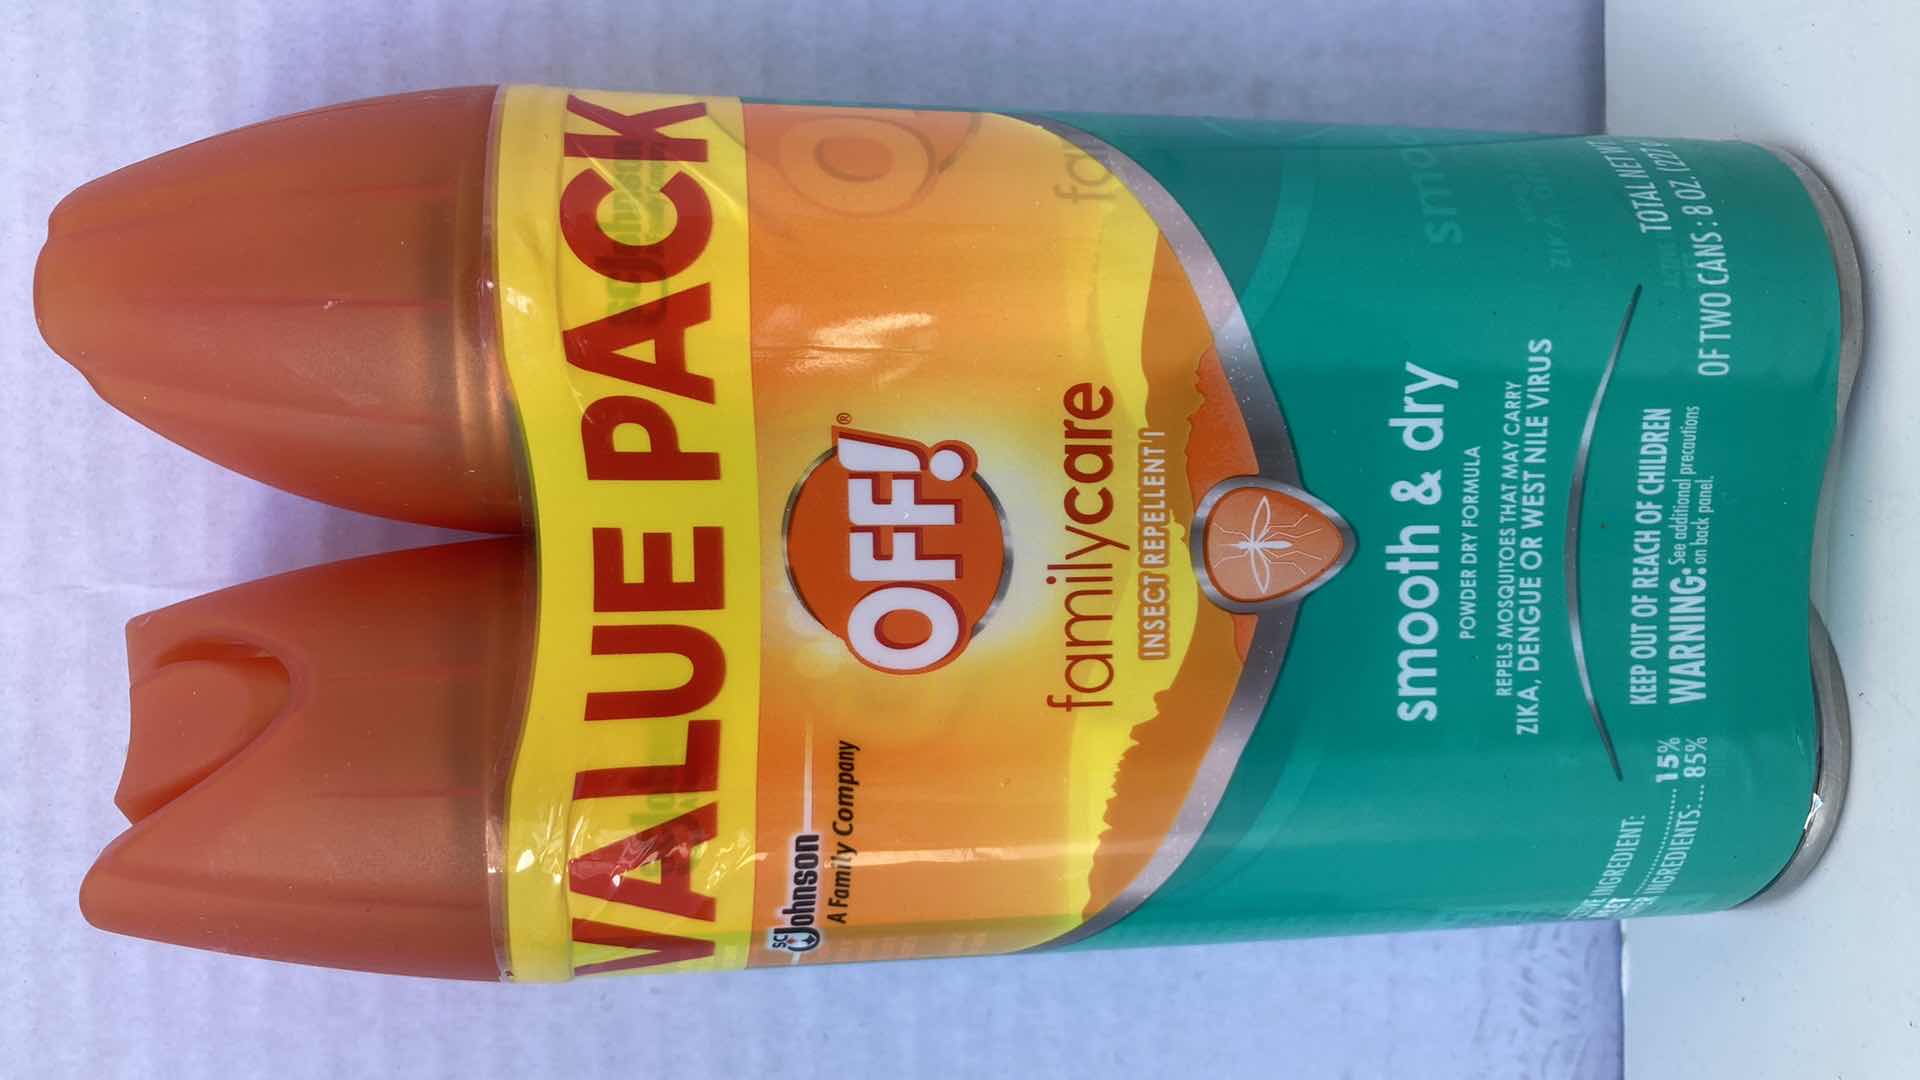 VALUE PACK
SC Johnson
A Family Company
OFF!®
familycare
INSECT REPELLENT I
smooth & dry
POWDER DRY FORMULA
REPELS MOSQUITOES THAT MAY CARRY
ZIKA, DENGUE OR WEST NILE VIRUS
INGREDIENT:
15%
INGREDIENTS: 85%
KEEP OUT OF REACH OF CHILDREN
WARNING: See additional precautions
on back panel.
TOTAL NET WT.
OF TWO CANS: 8 OZ.